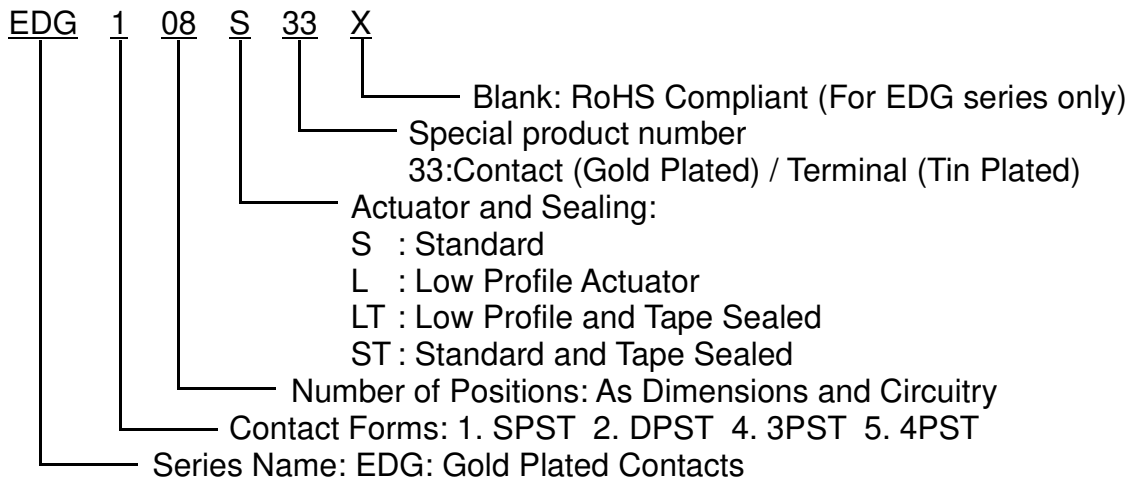 EDG 1 08 S 33 X
Blank: RoHS Compliant (For EDG series only)
Special product number
33:Contact (Gold Plated) / Terminal (Tin Plated)
Actuator and Sealing:
S : Standard
L : Low Profile Actuator
LT : Low Profile and Tape Sealed
ST : Standard and Tape Sealed
Number of Positions: As Dimensions and Circuitry
Contact Forms: 1. SPST 2. DPST 4. 3PST 5. 4PST
Series Name: EDG: Gold Plated Contacts